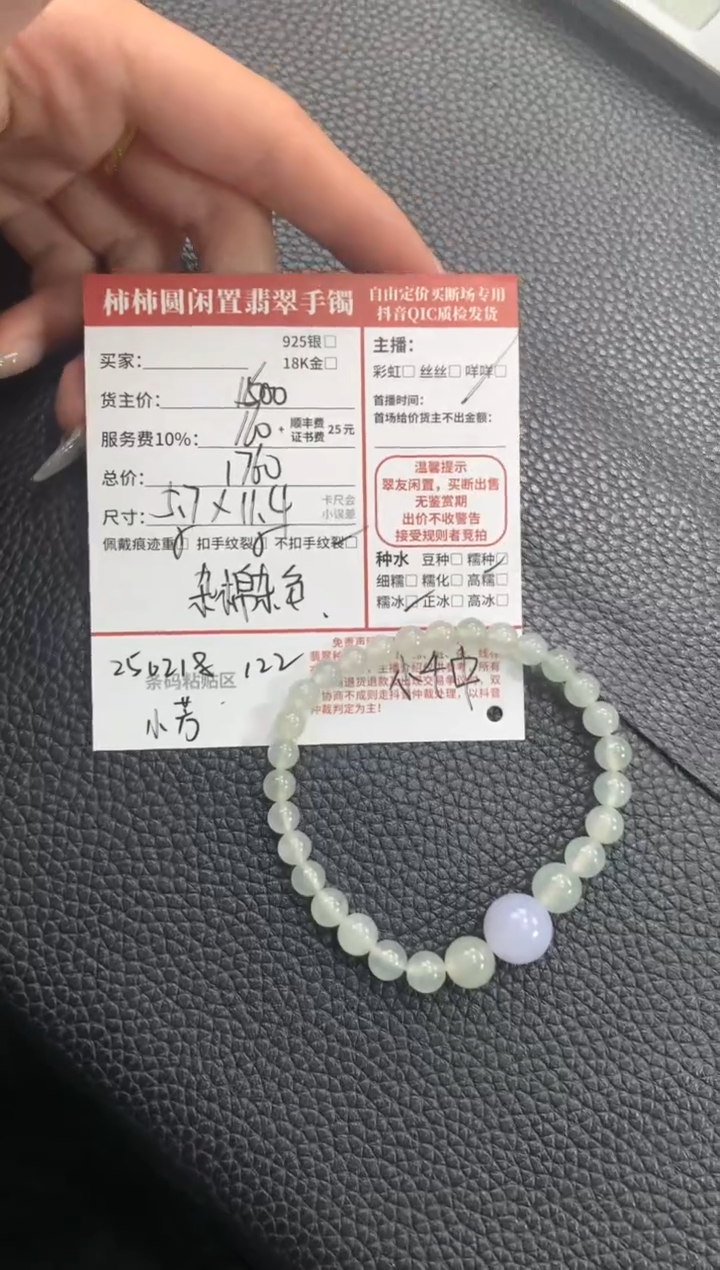 柿柿圆闲置翡翠手镯
自由定价买断场专用
抖音QIC质检发货
925银□
买家:
18K金□
货主价:
服务费10%: 160 + 顺丰费 证书费 25元
总价: 1760
尺寸: 5.7×11.4
卡尺会
小误差
佩戴痕迹重□ 扣手纹裂□ 不扣手纹裂□
主播:
彩虹□ 丝丝□ 咩咩□
首播时间:
首场给价货主不出金额:
温馨提示
翠友闲置，买断出售
无鉴赏期
出价不收警告
接受规则者竞拍
种水 豆种□ 糯种□
细糯□ 糯化□ 高糯□
糯冰□ 正冰□ 高冰□
条码粘贴区
122
小芳